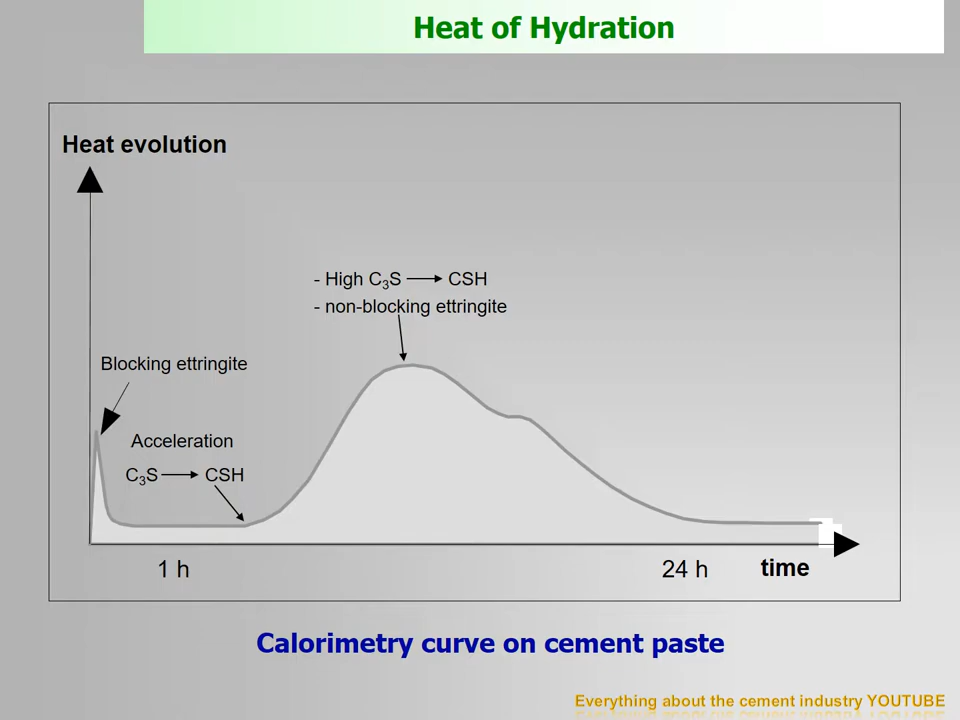 Heat of Hydration
Heat evolution
- High C₃S → CSH
- non-blocking ettringite
Blocking ettringite
Acceleration
C₃S → CSH
1 h
24 h
time
Calorimetry curve on cement paste
Everything about the cement industry YOUTUBE